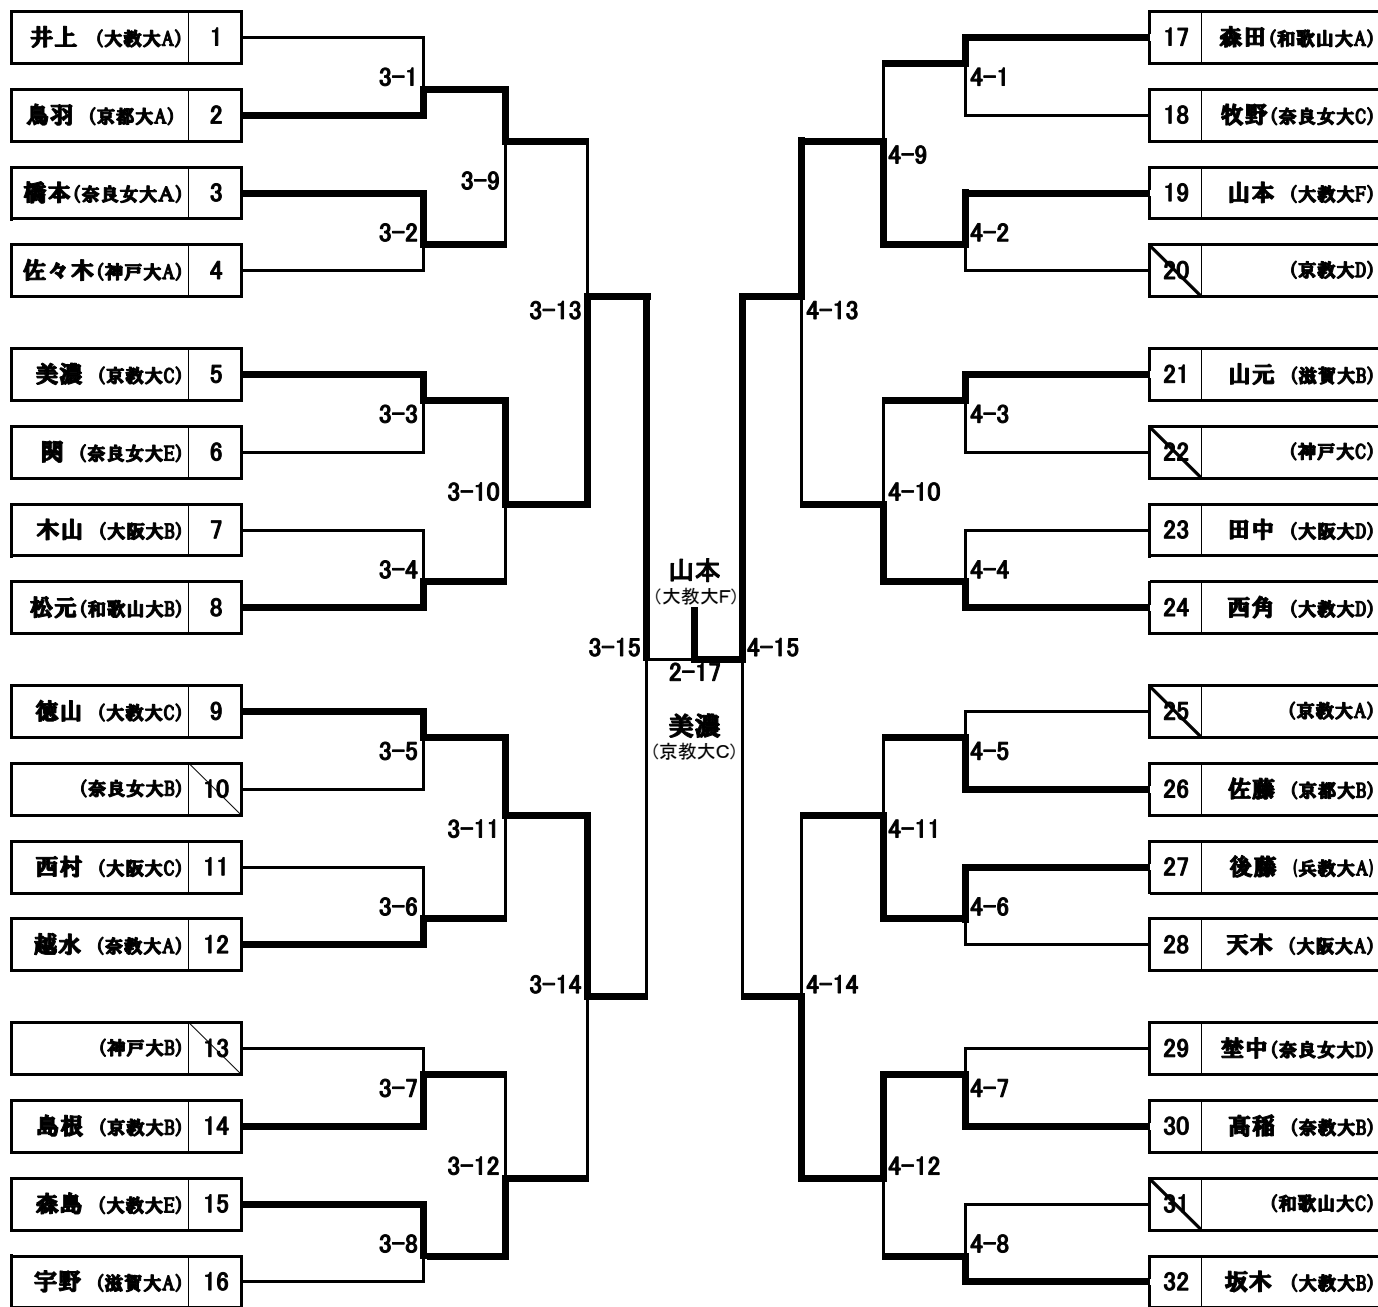 井上 (大教大A) 1
鳥羽 (京都大A) 2
橋本(奈良女大A) 3
佐々木(神戸大A) 4
美濃 (京教大C) 5
関 (奈良女大E) 6
木山 (大阪大B) 7
松元(和歌山大B) 8
徳山 (大教大C) 9
(奈良女大B) 10
西村 (大阪大C) 11
越水 (奈教大A) 12
(神戸大B) 13
島根 (京教大B) 14
森島 (大教大E) 15
宇野 (滋賀大A) 16
3-1
3-2
3-3
3-4
3-5
3-6
3-7
3-8
3-9
3-10
3-11
3-12
3-13
3-14
3-15
山本
(大教大F)
2-17
美濃
(京教大C)
4-15
4-13
4-14
4-9
4-10
4-11
4-12
4-1
4-2
4-3
4-4
4-5
4-6
4-7
4-8
17 森田(和歌山大A)
18 牧野(奈良女大C)
19 山本 (大教大F)
20 (京教大D)
21 山元 (滋賀大B)
22 (神戸大C)
23 田中 (大阪大D)
24 西角 (大教大D)
25 (京教大A)
26 佐藤 (京都大B)
27 後藤 (兵教大A)
28 天木 (大阪大A)
29 埜中(奈良女大D)
30 高稲 (奈教大B)
31 (和歌山大C)
32 坂木 (大教大B)